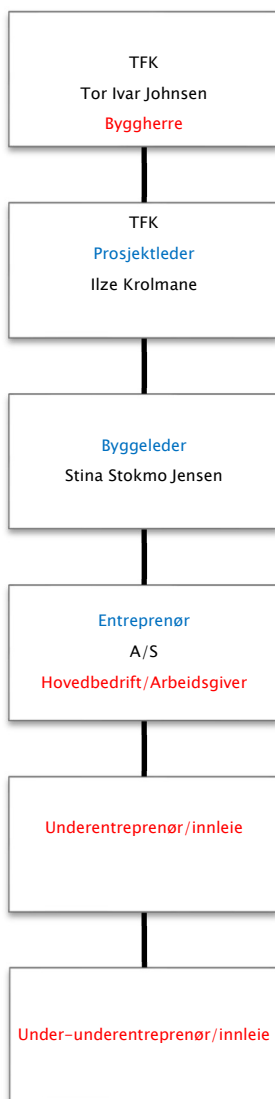 TFK
Tor Ivar Johnsen
Byggherre
TFK
Prosjektleder
Ilze Krolmane
Byggeleder
Stina Stokmo Jensen
Entreprenør
A/S
Hovedbedrift/Arbeidsgiver
Underentreprenør/innleie
Under-underentreprenør/innleie